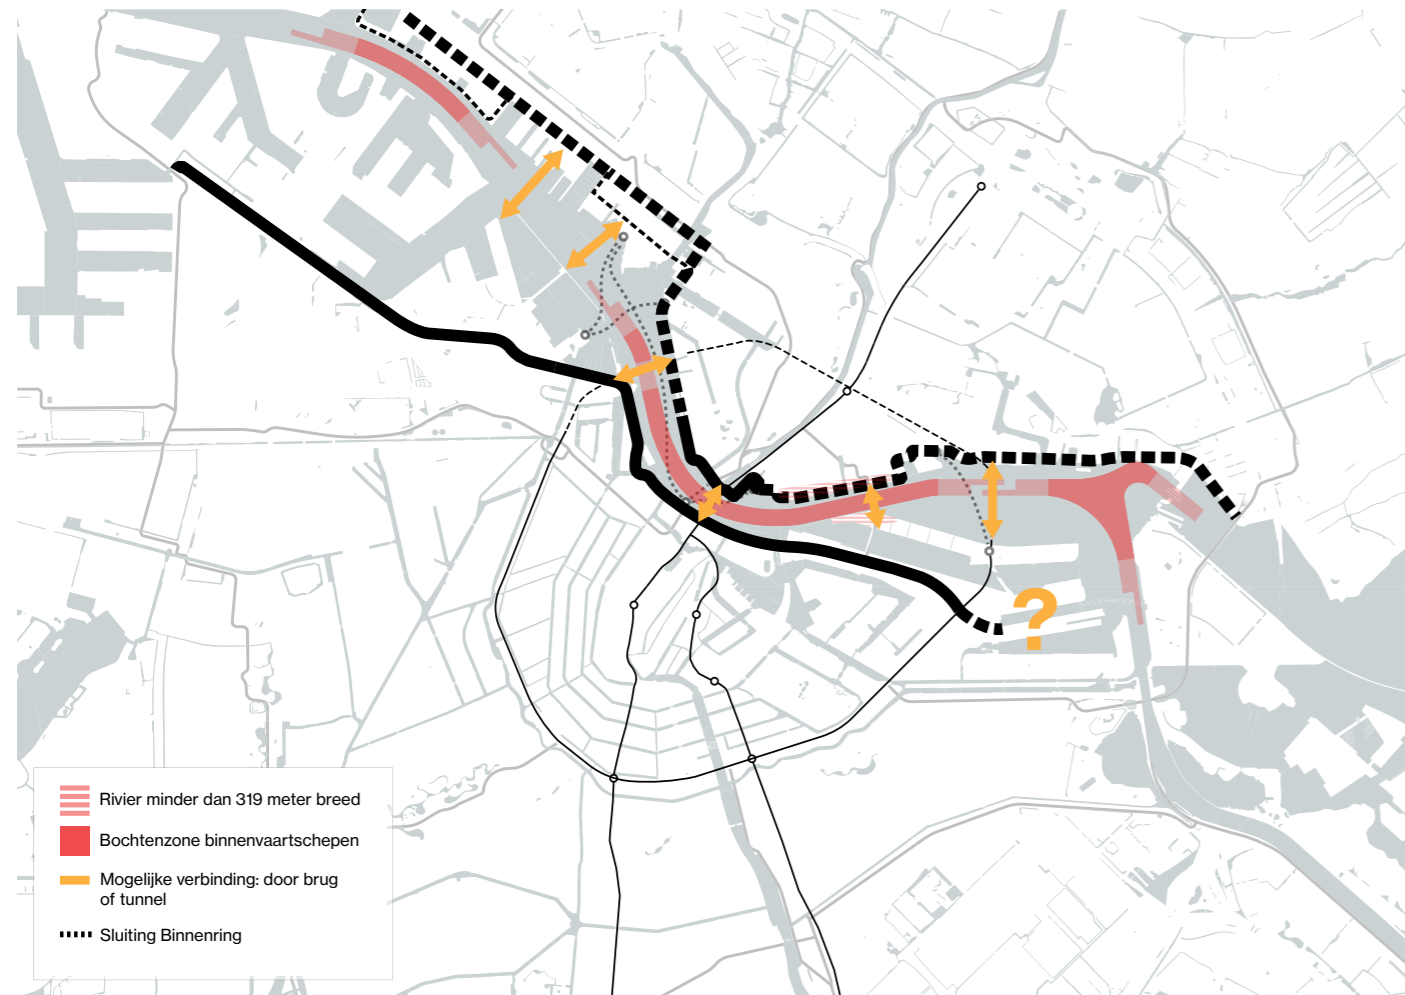 ?
Rivier minder dan 319 meter breed
Bochtenzone binnenvaartschepen
Mogelijke verbinding: door brug
of tunnel
Sluiting Binnenring